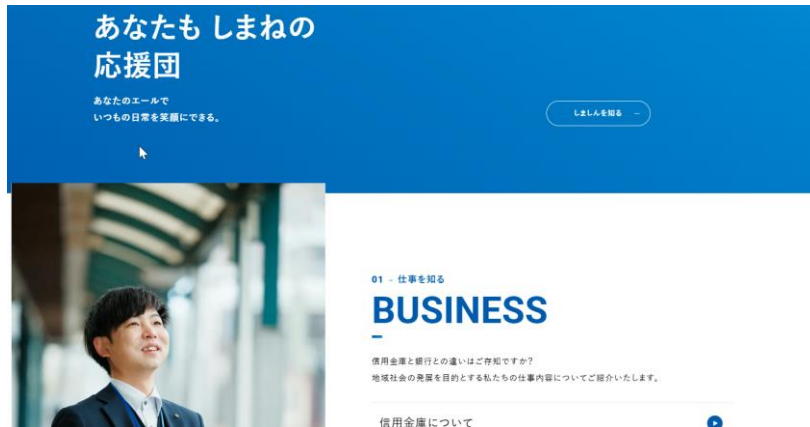 あなたも しまねの
応援団
あなたのエールで
いつもの日常を笑顔にできる。
しましんを知る
01 - 仕事を知る
BUSINESS
信用金庫と銀行との違いはご存知ですか?
地域社会の発展を目的とする私たちの仕事内容についてご紹介いたします。
信用金庫について